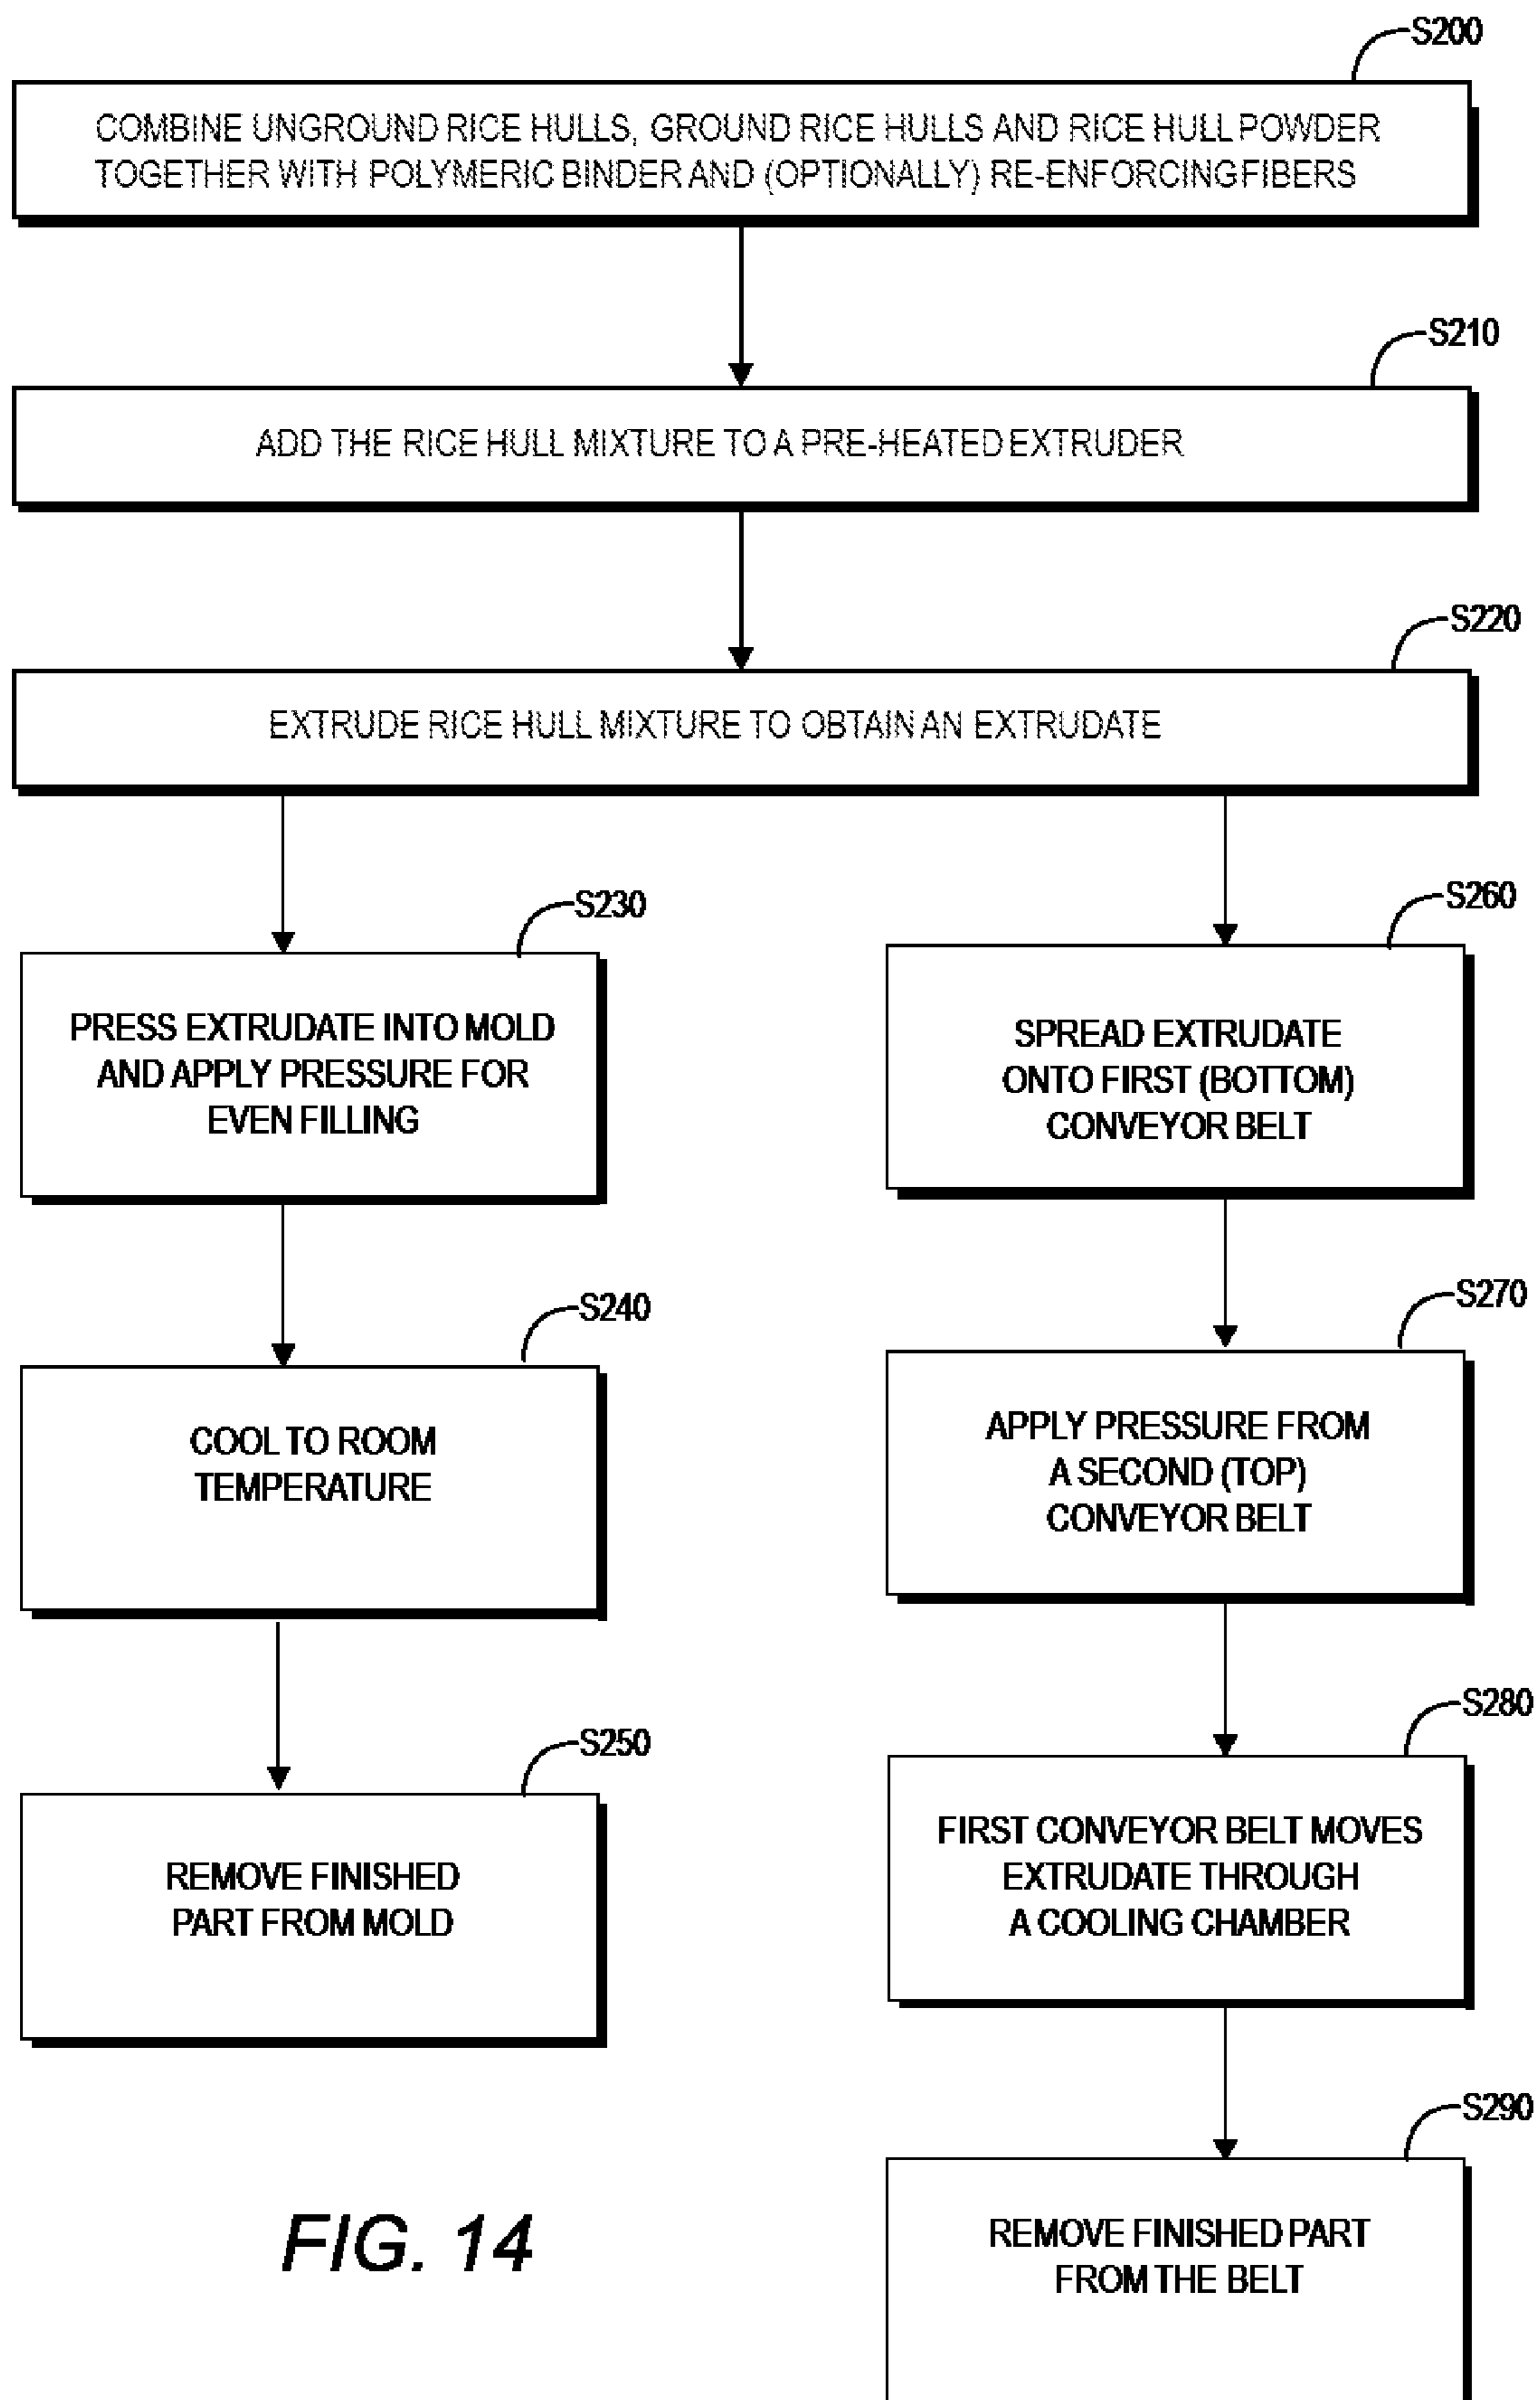 S200
COMBINE UNGROUND RICE HULLS, GROUND RICE HULLS AND RICE HULL POWDER
TOGETHER WITH POLYMERIC BINDER AND (OPTIONALLY) RE-ENFORCING FIBERS
S210
ADD THE RICE HULL MIXTURE TO A PRE-HEATED EXTRUDER
S220
EXTRUDE RICE HULL MIXTURE TO OBTAIN AN EXTRUDATE
S230
PRESS EXTRUDATE INTO MOLD
AND APPLY PRESSURE FOR
EVEN FILLING
S240
COOL TO ROOM
TEMPERATURE
S250
REMOVE FINISHED
PART FROM MOLD
S260
SPREAD EXTRUDATE
ONTO FIRST (BOTTOM)
CONVEYOR BELT
S270
APPLY PRESSURE FROM
A SECOND (TOP)
CONVEYOR BELT
S280
FIRST CONVEYOR BELT MOVES
EXTRUDATE THROUGH
A COOLING CHAMBER
S290
REMOVE FINISHED PART
FROM THE BELT
FIG. 14